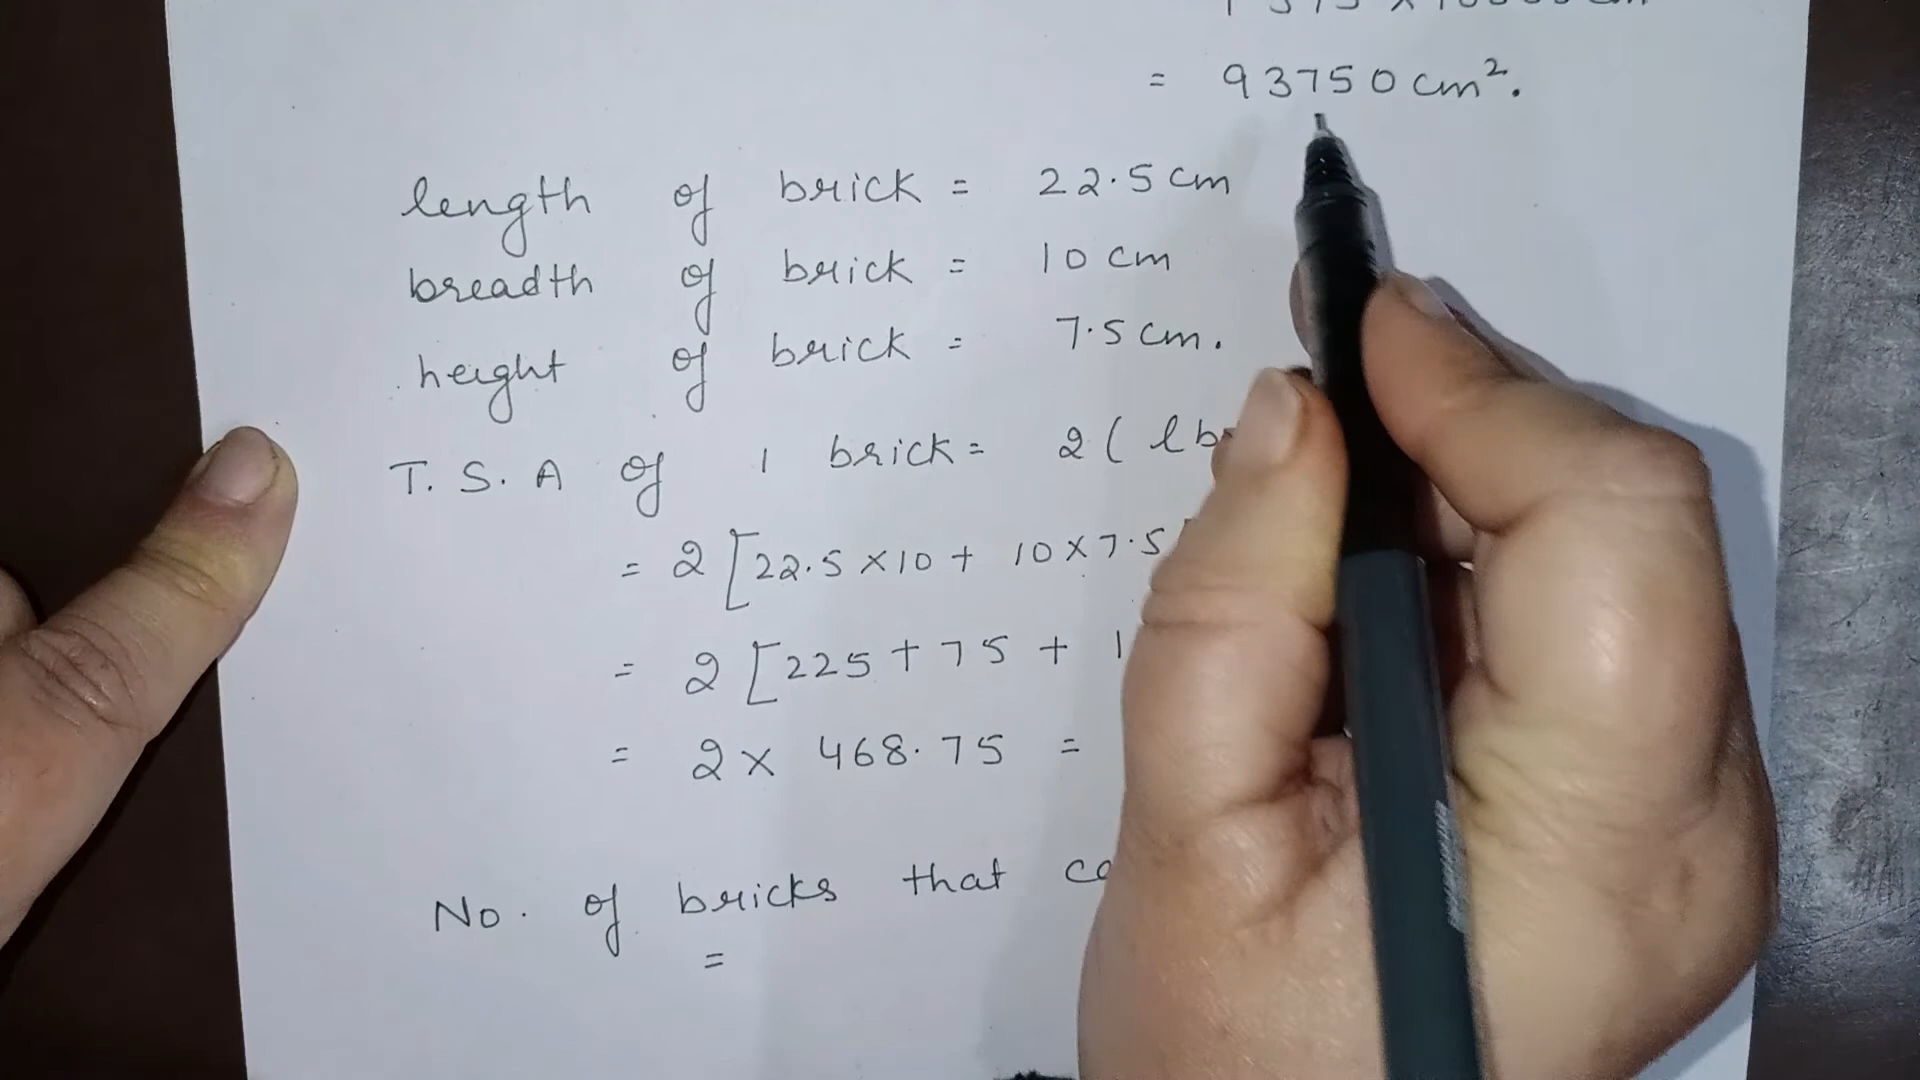 = 93750 cm².
length of brick = 22.5 cm
breadth of brick = 10 cm
height of brick = 7.5 cm.
T. S. A of 1 brick = 2 ( lb
= 2 [22.5 × 10 + 10 × 7.5
= 2 [225 + 75 + 1
= 2 × 468.75 =
No. of bricks that
=